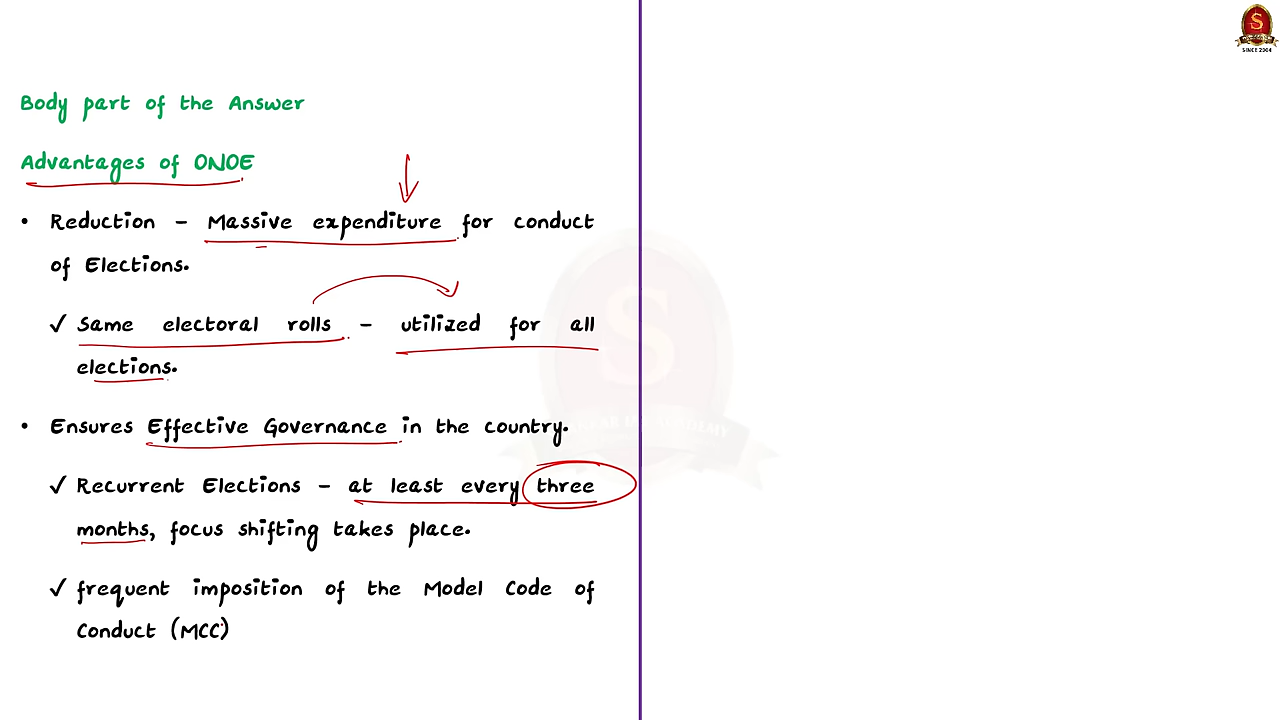 Body part of the Answer
Advantages of ONOE
• Reduction – Massive expenditure for conduct
of Elections.
✓ Same electoral rolls – utilized for all
elections.
• Ensures Effective Governance in the country.
✓ Recurrent Elections – at least every three
months, focus shifting takes place.
✓ frequent imposition of the Model Code of
Conduct (MCC)
S
SINCE 2004